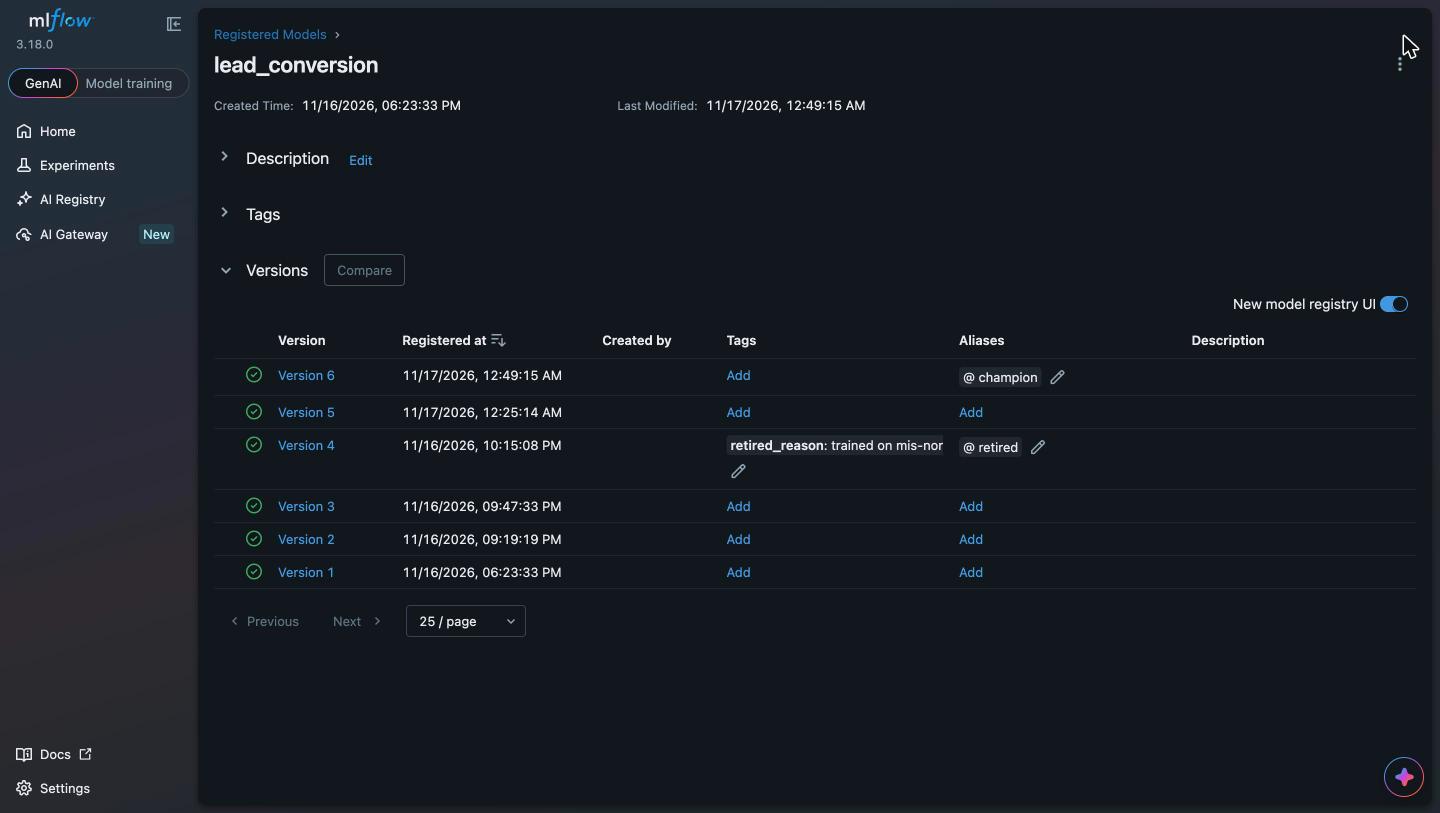 mlflow
3.18.0
GenAI Model training
Home
Experiments
AI Registry
AI Gateway New
Docs
Settings
Registered Models
lead_conversion
Created Time: 11/16/2026, 06:23:33 PM Last Modified: 11/17/2026, 12:49:15 AM
Description Edit
Tags
Versions Compare
New model registry UI
Version Registered at Created by Tags Aliases Description
Version 6 11/17/2026, 12:49:15 AM Add @ champion
Version 5 11/17/2026, 12:25:14 AM Add Add
Version 4 11/16/2026, 10:15:08 PM retired_reason: trained on mis-nor @ retired
Version 3 11/16/2026, 09:47:33 PM Add Add
Version 2 11/16/2026, 09:19:19 PM Add Add
Version 1 11/16/2026, 06:23:33 PM Add Add
Previous Next 25 / page